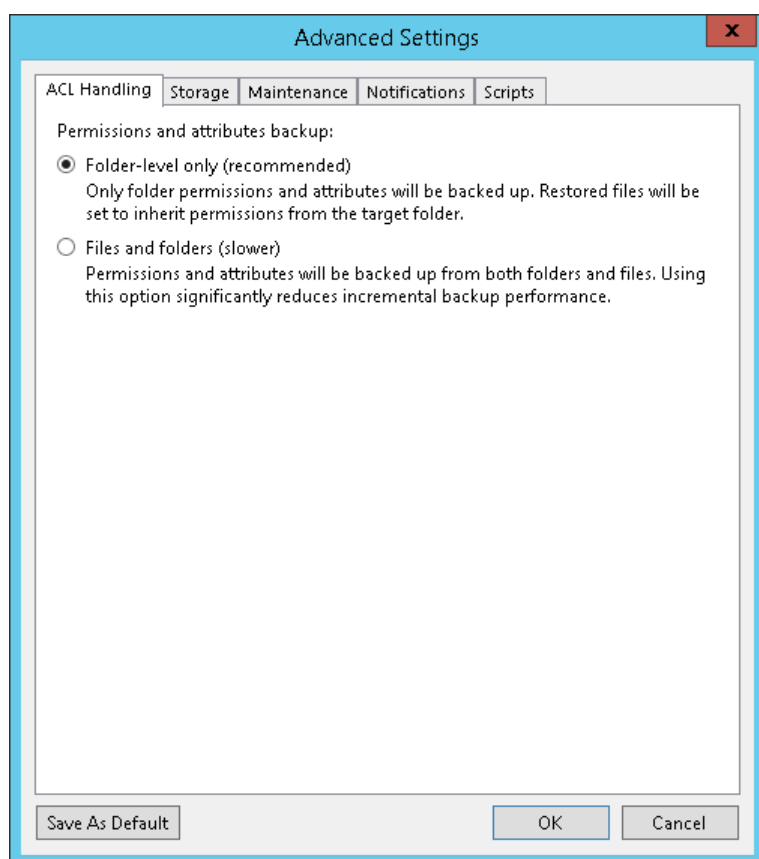 Advanced Settings
x
ACL Handling Storage Maintenance Notifications Scripts
Permissions and attributes backup:
Folder-level only (recommended)
Only folder permissions and attributes will be backed up. Restored files will be
set to inherit permissions from the target folder.
Files and folders (slower)
Permissions and attributes will be backed up from both folders and files. Using
this option significantly reduces incremental backup performance.
Save As Default OK Cancel